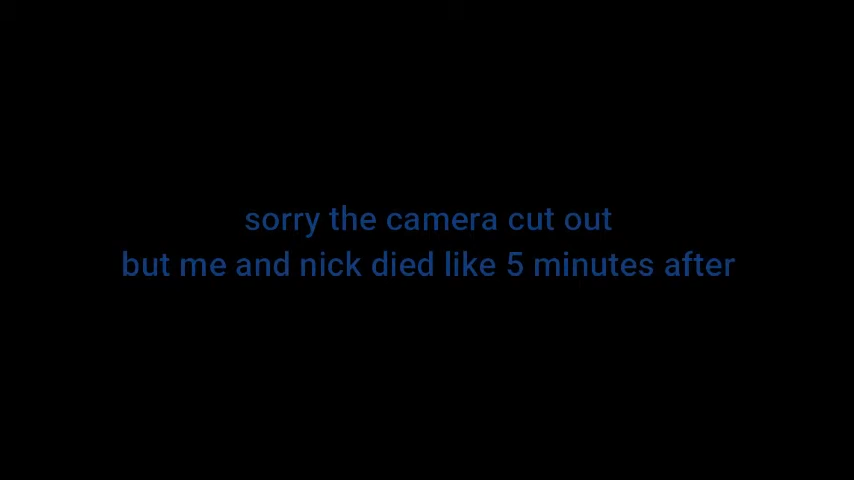 sorry the camera cut out
but me and nick died like 5 minutes after